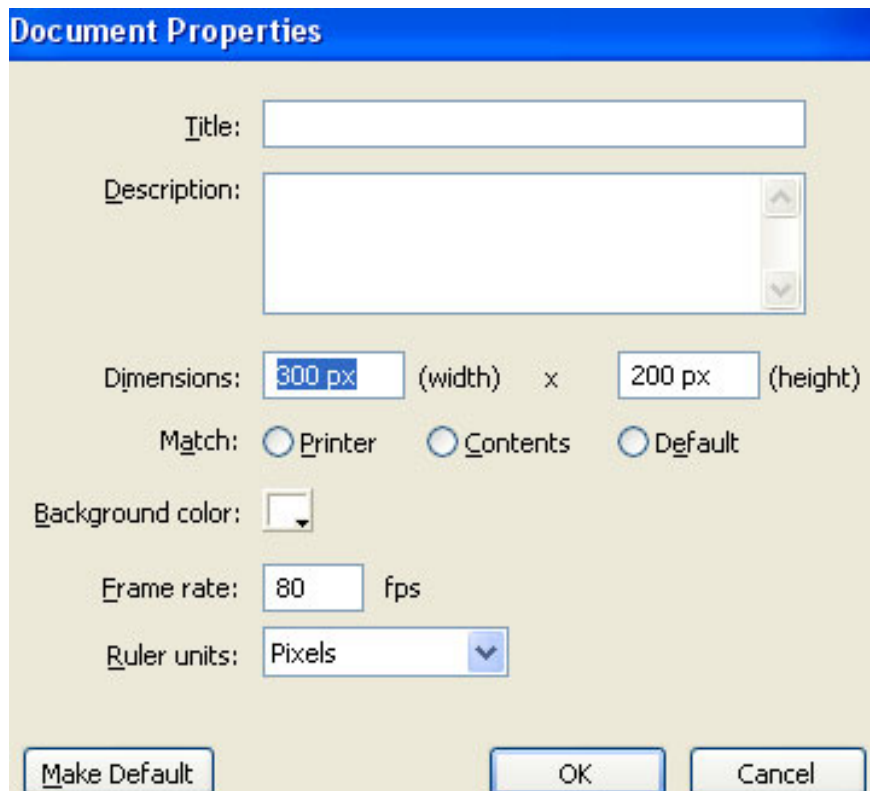 Document Properties
Title:
Description:
Dimensions: 300 px (width) x 200 px (height)
Match: Printer Contents Default
Background color:
Frame rate: 80 fps
Ruler units: Pixels
Make Default OK Cancel